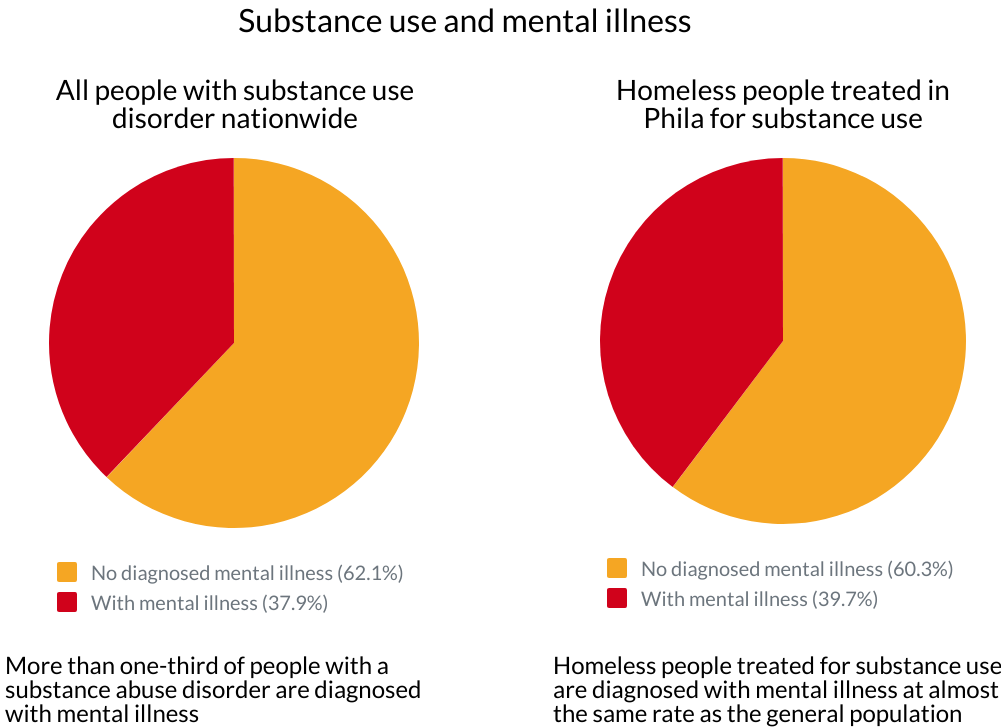 Substance use and mental illness
All people with substance use
disorder nationwide
No diagnosed mental illness (62.1%)
With mental illness (37.9%)
More than one-third of people with a
substance abuse disorder are diagnosed
with mental illness
Homeless people treated in
Phila for substance use
No diagnosed mental illness (60.3%)
With mental illness (39.7%)
Homeless people treated for substance use
are diagnosed with mental illness at almost
the same rate as the general population